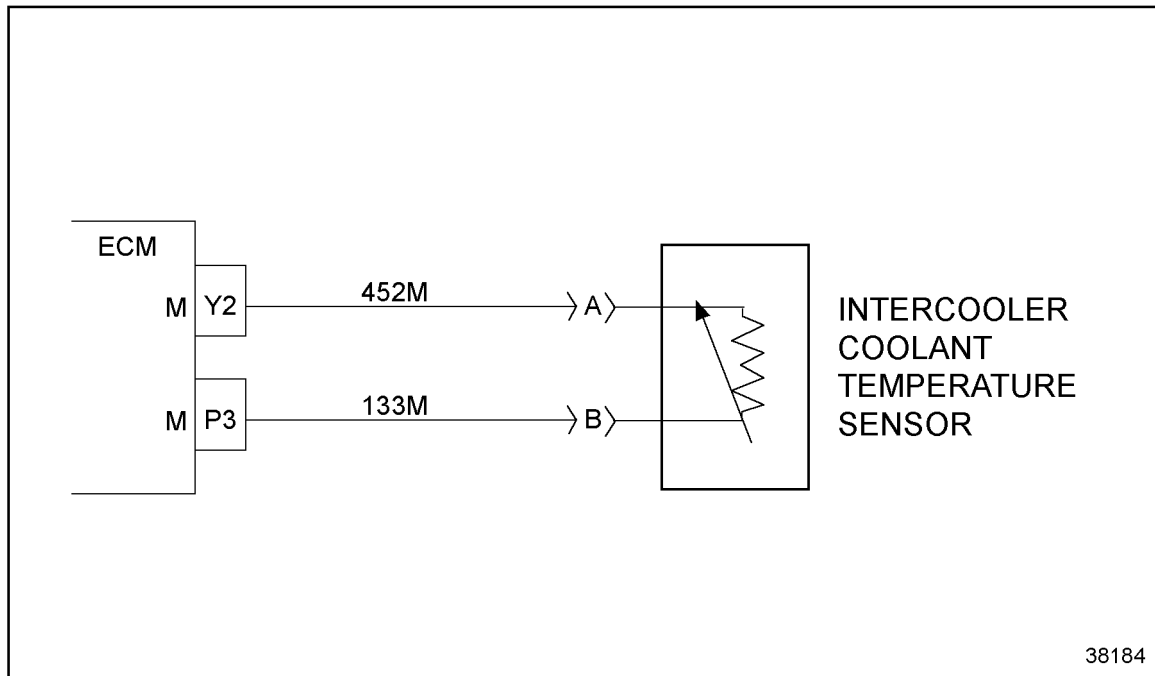 ECM
M Y2 452M A
M P3 133M B
INTERCOOLER
COOLANT
TEMPERATURE
SENSOR
38184